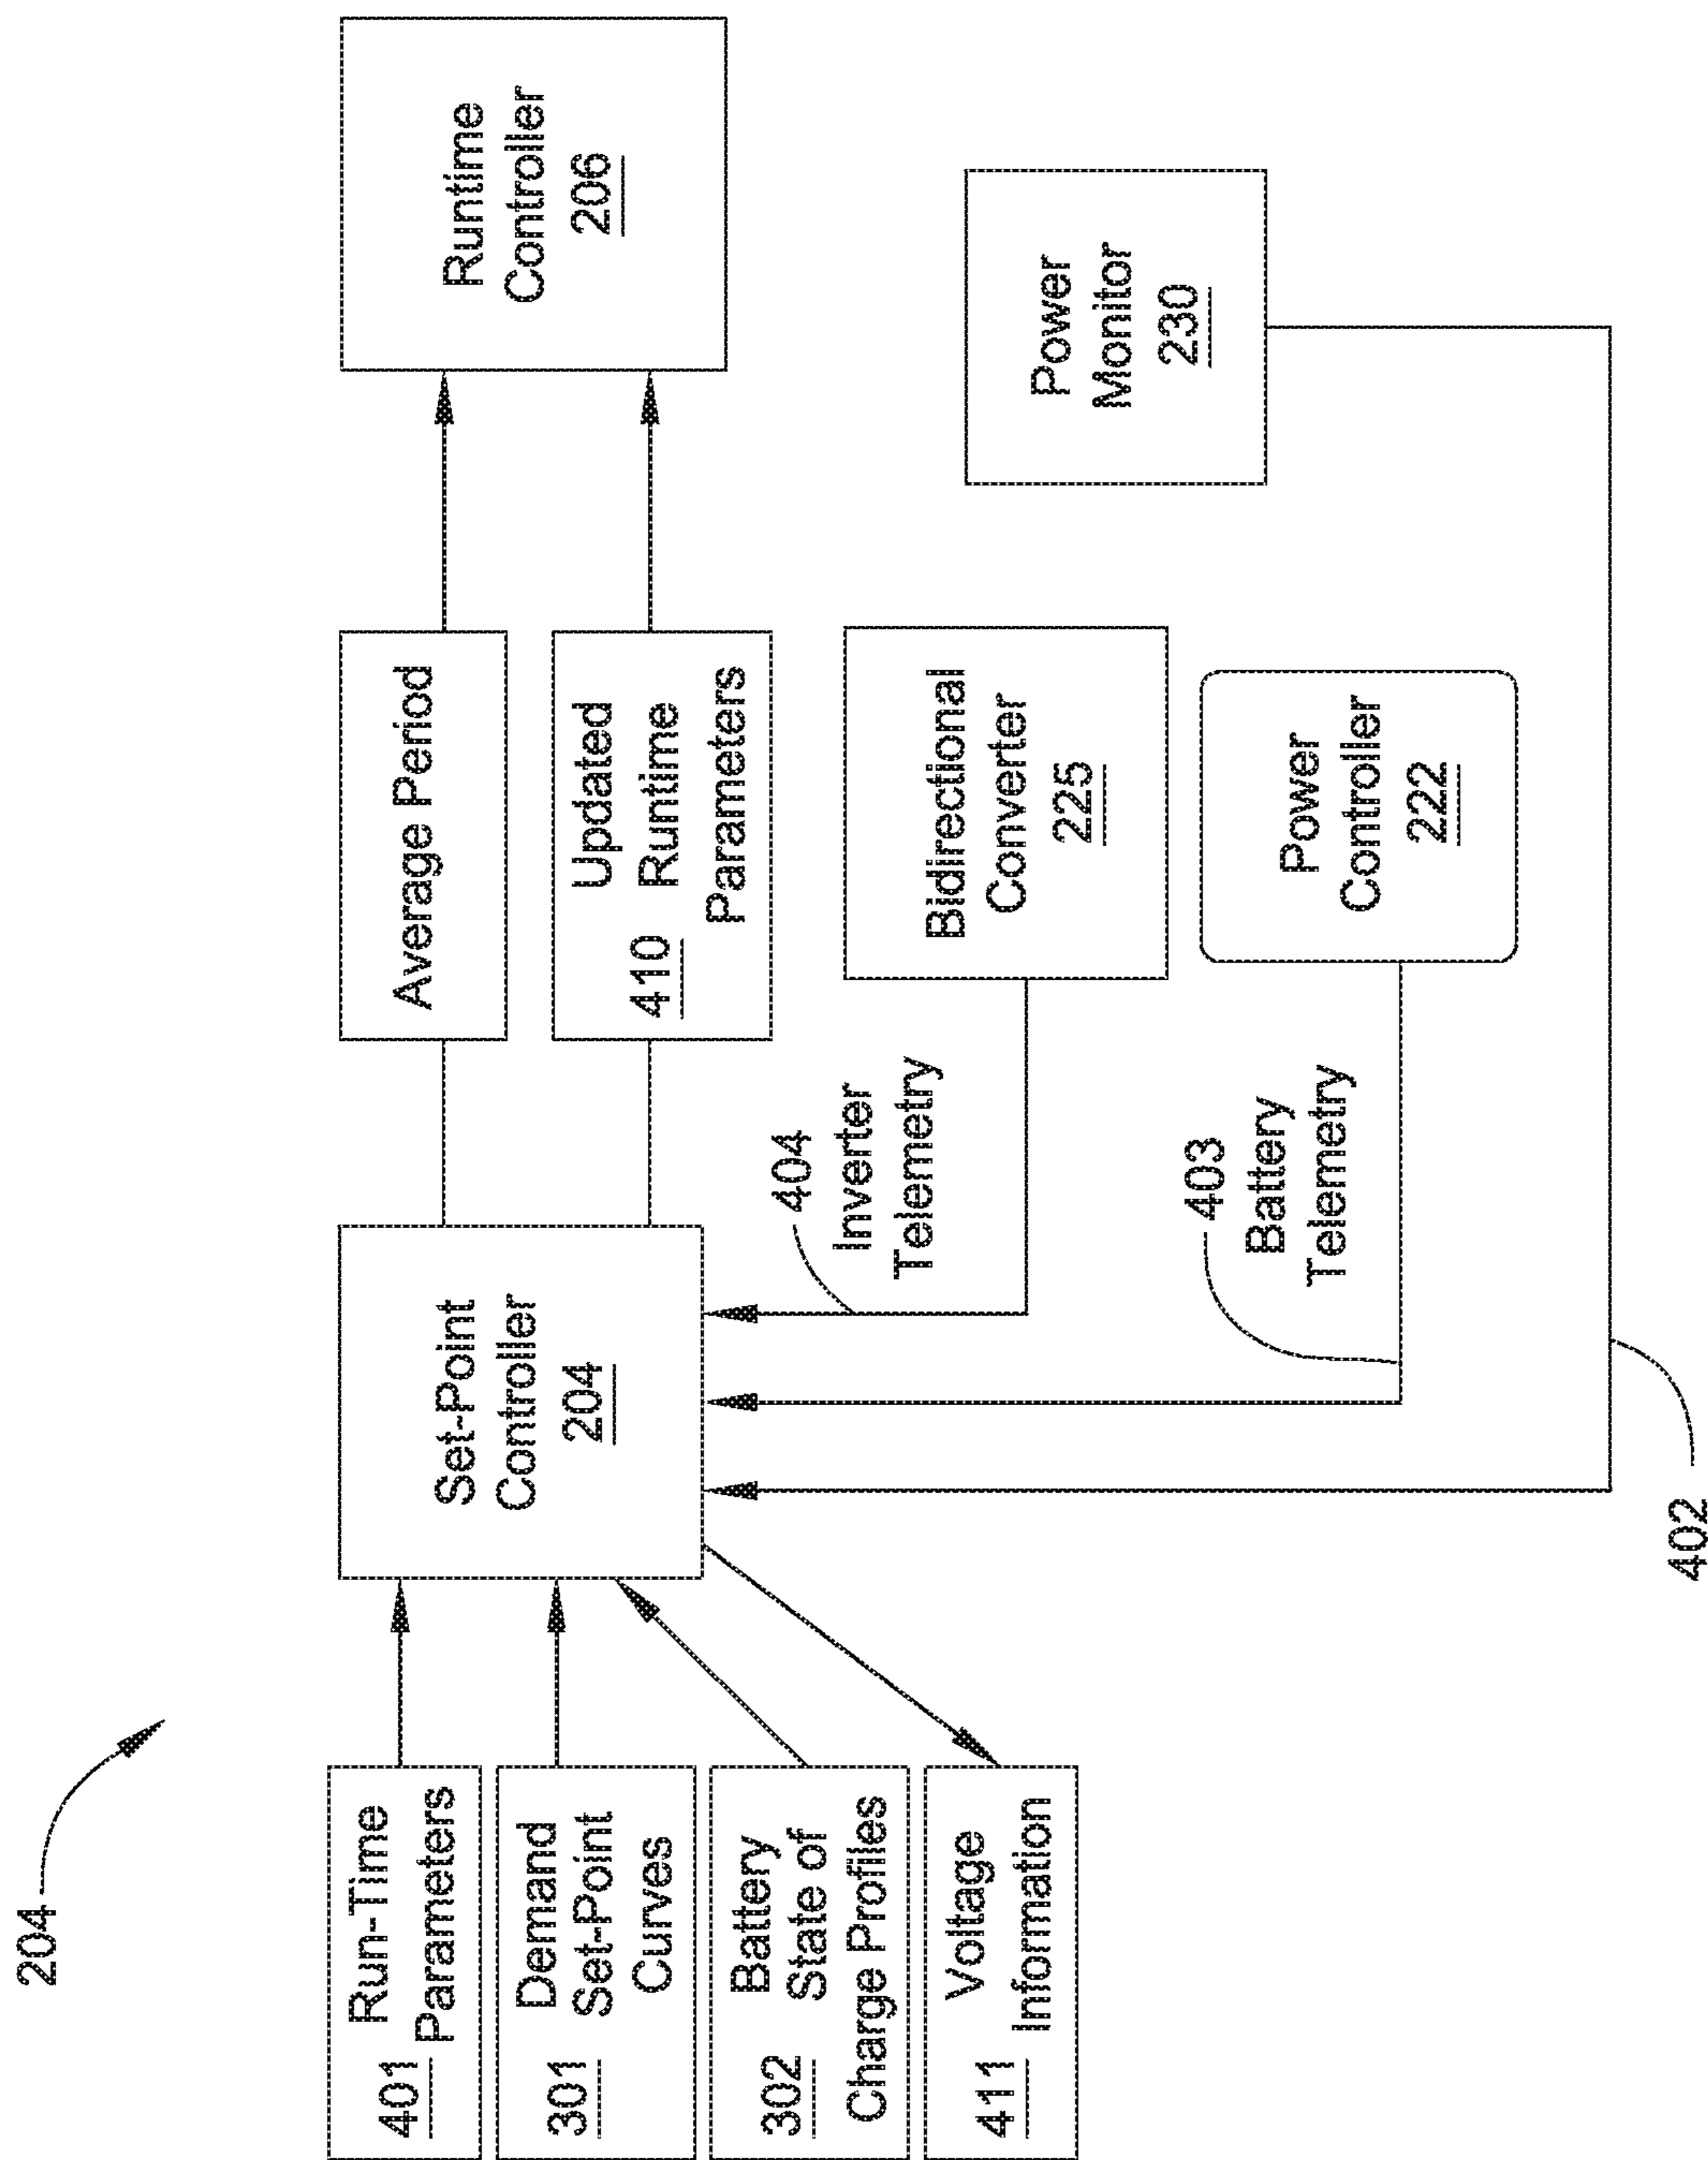 204
401
Run-Time
Parameters
301
Demand
Set-Point
Curves
302
Battery
State of
Charge Profiles
411
Voltage
Information
Set-Point
Controller
204
Average Period
410
Updated
Runtime
Parameters
Runtime
Controller
206
404
Inverter
Telemetry
Bidirectional
Converter
225
403
Battery
Telemetry
Power
Controller
222
Power
Monitor
230
402